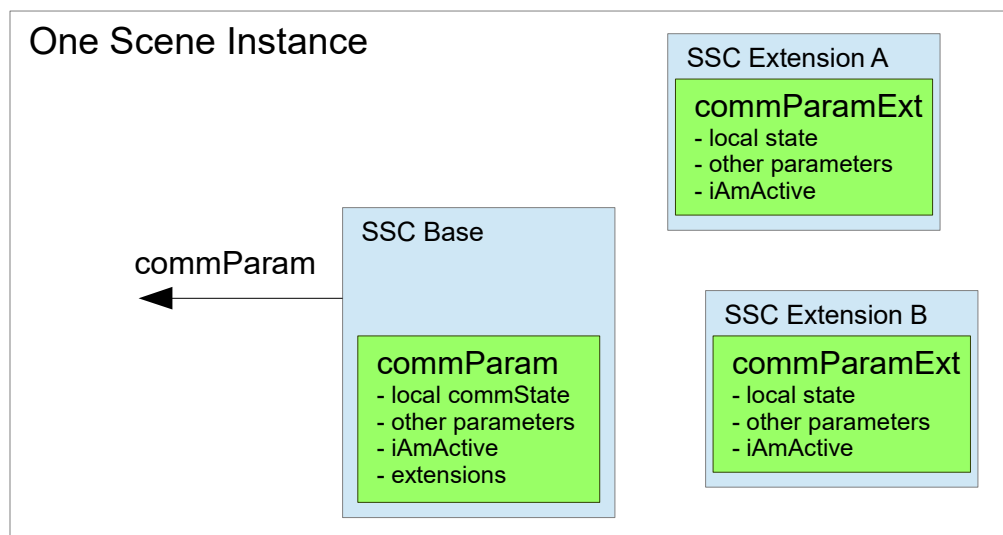 One Scene Instance
SSC Extension A
commParamExt
- local state
- other parameters
- iAmActive
SSC Base
commParam
commParam
- local commState
- other parameters
- iAmActive
- extensions
SSC Extension B
commParamExt
- local state
- other parameters
- iAmActive